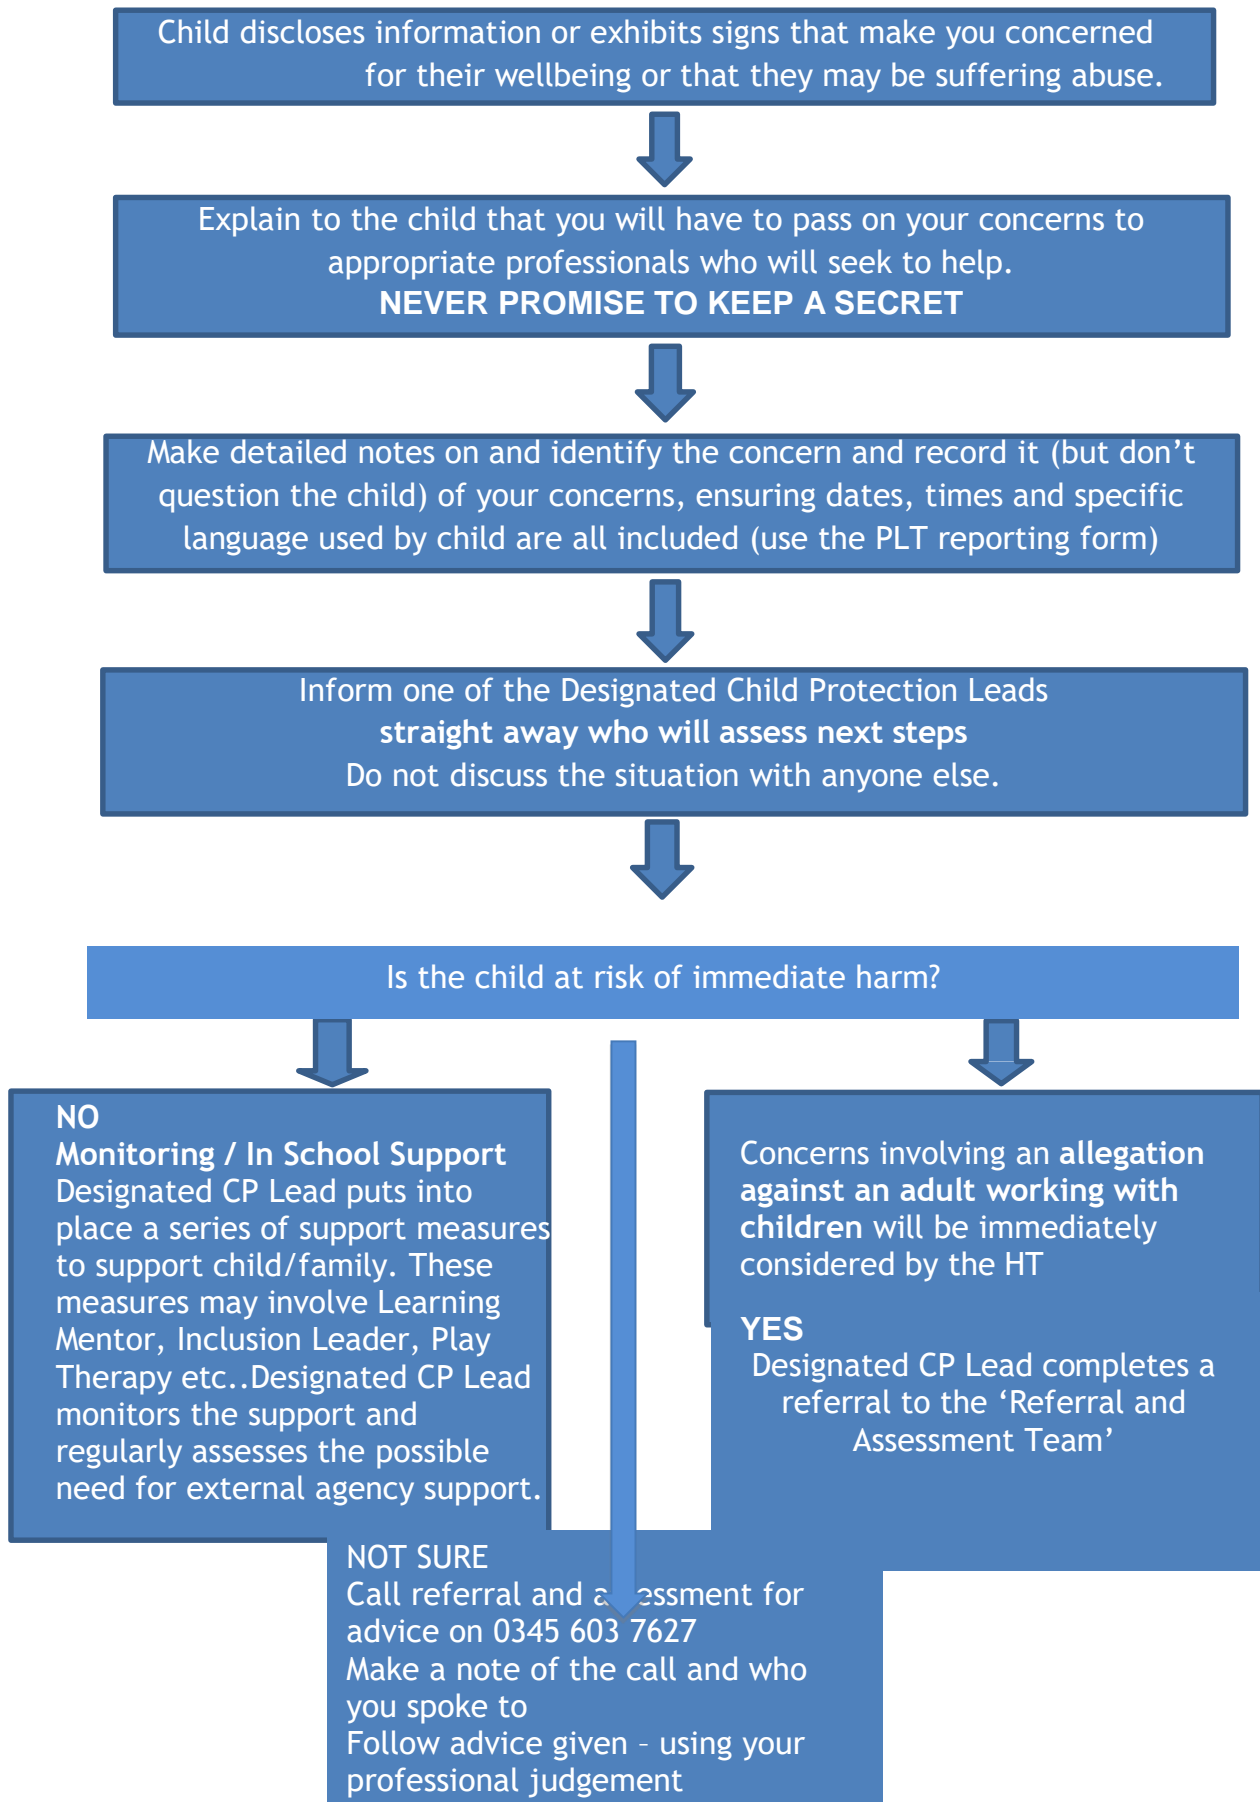 Child discloses information or exhibits signs that make you concerned
for their wellbeing or that they may be suffering abuse.
Explain to the child that you will have to pass on your concerns to
appropriate professionals who will seek to help.
NEVER PROMISE TO KEEP A SECRET
Make detailed notes on and identify the concern and record it (but don’t
question the child) of your concerns, ensuring dates, times and specific
language used by child are all included (use the PLT reporting form)
Inform one of the Designated Child Protection Leads
straight away who will assess next steps
Do not discuss the situation with anyone else.
Is the child at risk of immediate harm?
NO
Monitoring / In School Support
Designated CP Lead puts into
place a series of support measures
to support child/family. These
measures may involve Learning
Mentor, Inclusion Leader, Play
Therapy etc..Designated CP Lead
monitors the support and
regularly assesses the possible
need for external agency support.
Concerns involving an allegation
against an adult working with
children will be immediately
considered by the HT
YES
Designated CP Lead completes a
referral to the ‘Referral and
Assessment Team’
NOT SURE
Call referral and assessment for
advice on 0345 603 7627
Make a note of the call and who
you spoke to
Follow advice given – using your
professional judgement